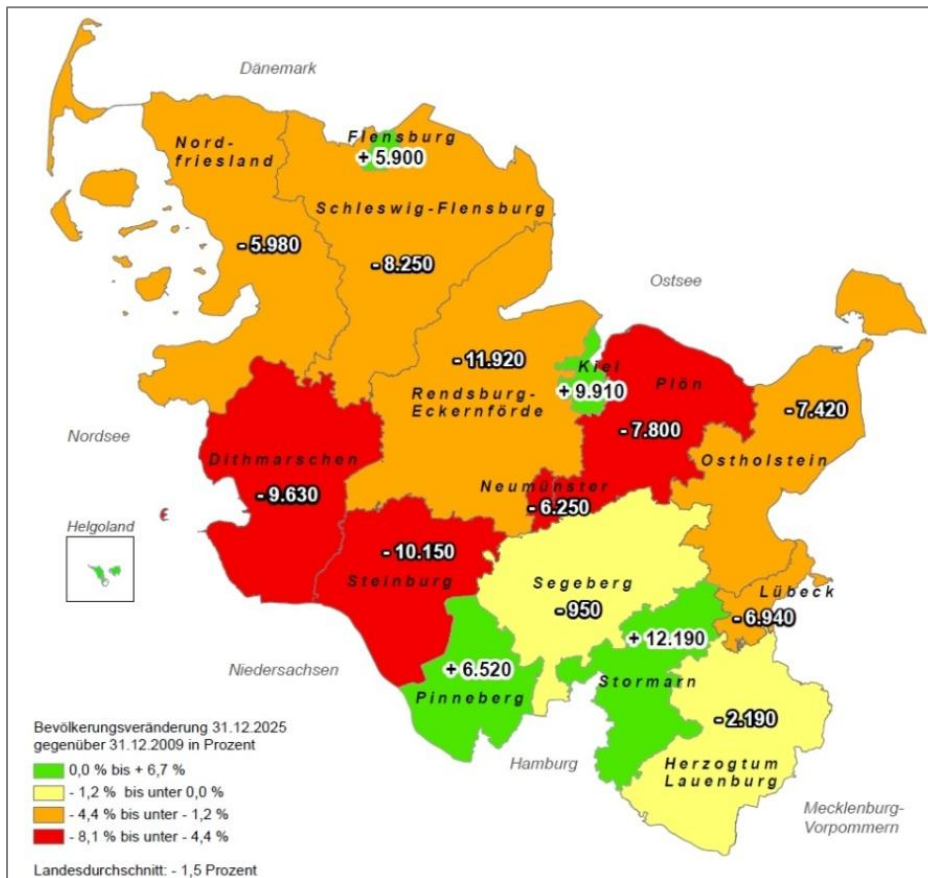 Dänemark
Nord-
friesland
Flensburg
+ 5.900
Schleswig-Flensburg
- 5.980
- 8.250
Ostsee
- 11.920
Rendsburg-
Eckernförde
Kiel
+ 9.910
Plön
- 7.800
- 7.420
Ostholstein
Nordsee
Dithmarschen
- 9.630
Neumünster
- 6.250
Helgoland
- 10.150
Steinburg
Segeberg
- 950
Lübeck
- 6.940
+ 12.190
Stormarn
Niedersachsen
+ 6.520
Pinneberg
- 2.190
Herzogtum
Lauenburg
Hamburg
Mecklenburg-
Vorpommern
Bevölkerungsveränderung 31.12.2025
gegenüber 31.12.2009 in Prozent
0,0 % bis + 6,7 %
- 1,2 % bis unter 0,0 %
- 4,4 % bis unter - 1,2 %
- 8,1 % bis unter - 4,4 %
Landesdurchschnitt: - 1,5 Prozent